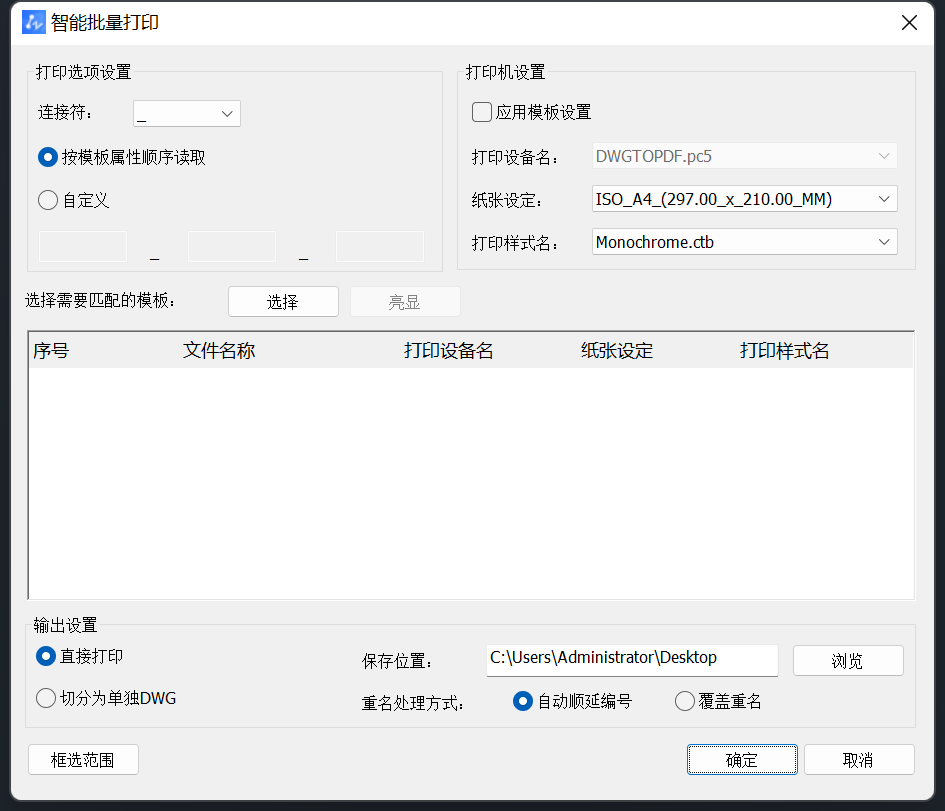 智能批量打印
打印选项设置
连接符： _
按模板属性顺序读取
自定义
_ _
打印机设置
应用模板设置
打印设备名： DWGTOPDF.pc5
纸张设定： ISO_A4_(297.00_x_210.00_MM)
打印样式名： Monochrome.ctb
选择需要匹配的模板： 选择 亮显
序号 文件名称 打印设备名 纸张设定 打印样式名
输出设置
直接打印
切分为单独DWG
保存位置： C:\Users\Administrator\Desktop 浏览
重名处理方式： 自动顺延编号 覆盖重名
框选范围 确定 取消